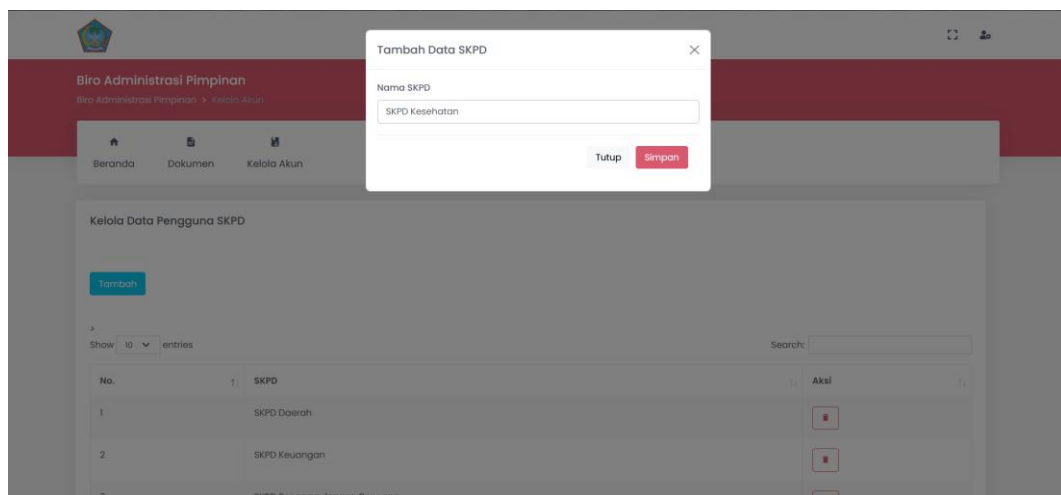 Tambah Data SKPD
Biro Administrasi Pimpinan
Biro Administrasi Pimpinan > Kelola Akun
Nama SKPD
SKPD Kesehatan
Beranda Dokumen Kelola Akun
Tutup Simpan
Kelola Data Pengguna SKPD
Tambah
>
Show 10 entries Search:
No. SKPD Aksi
1 SKPD Daerah
2 SKPD Keuangan